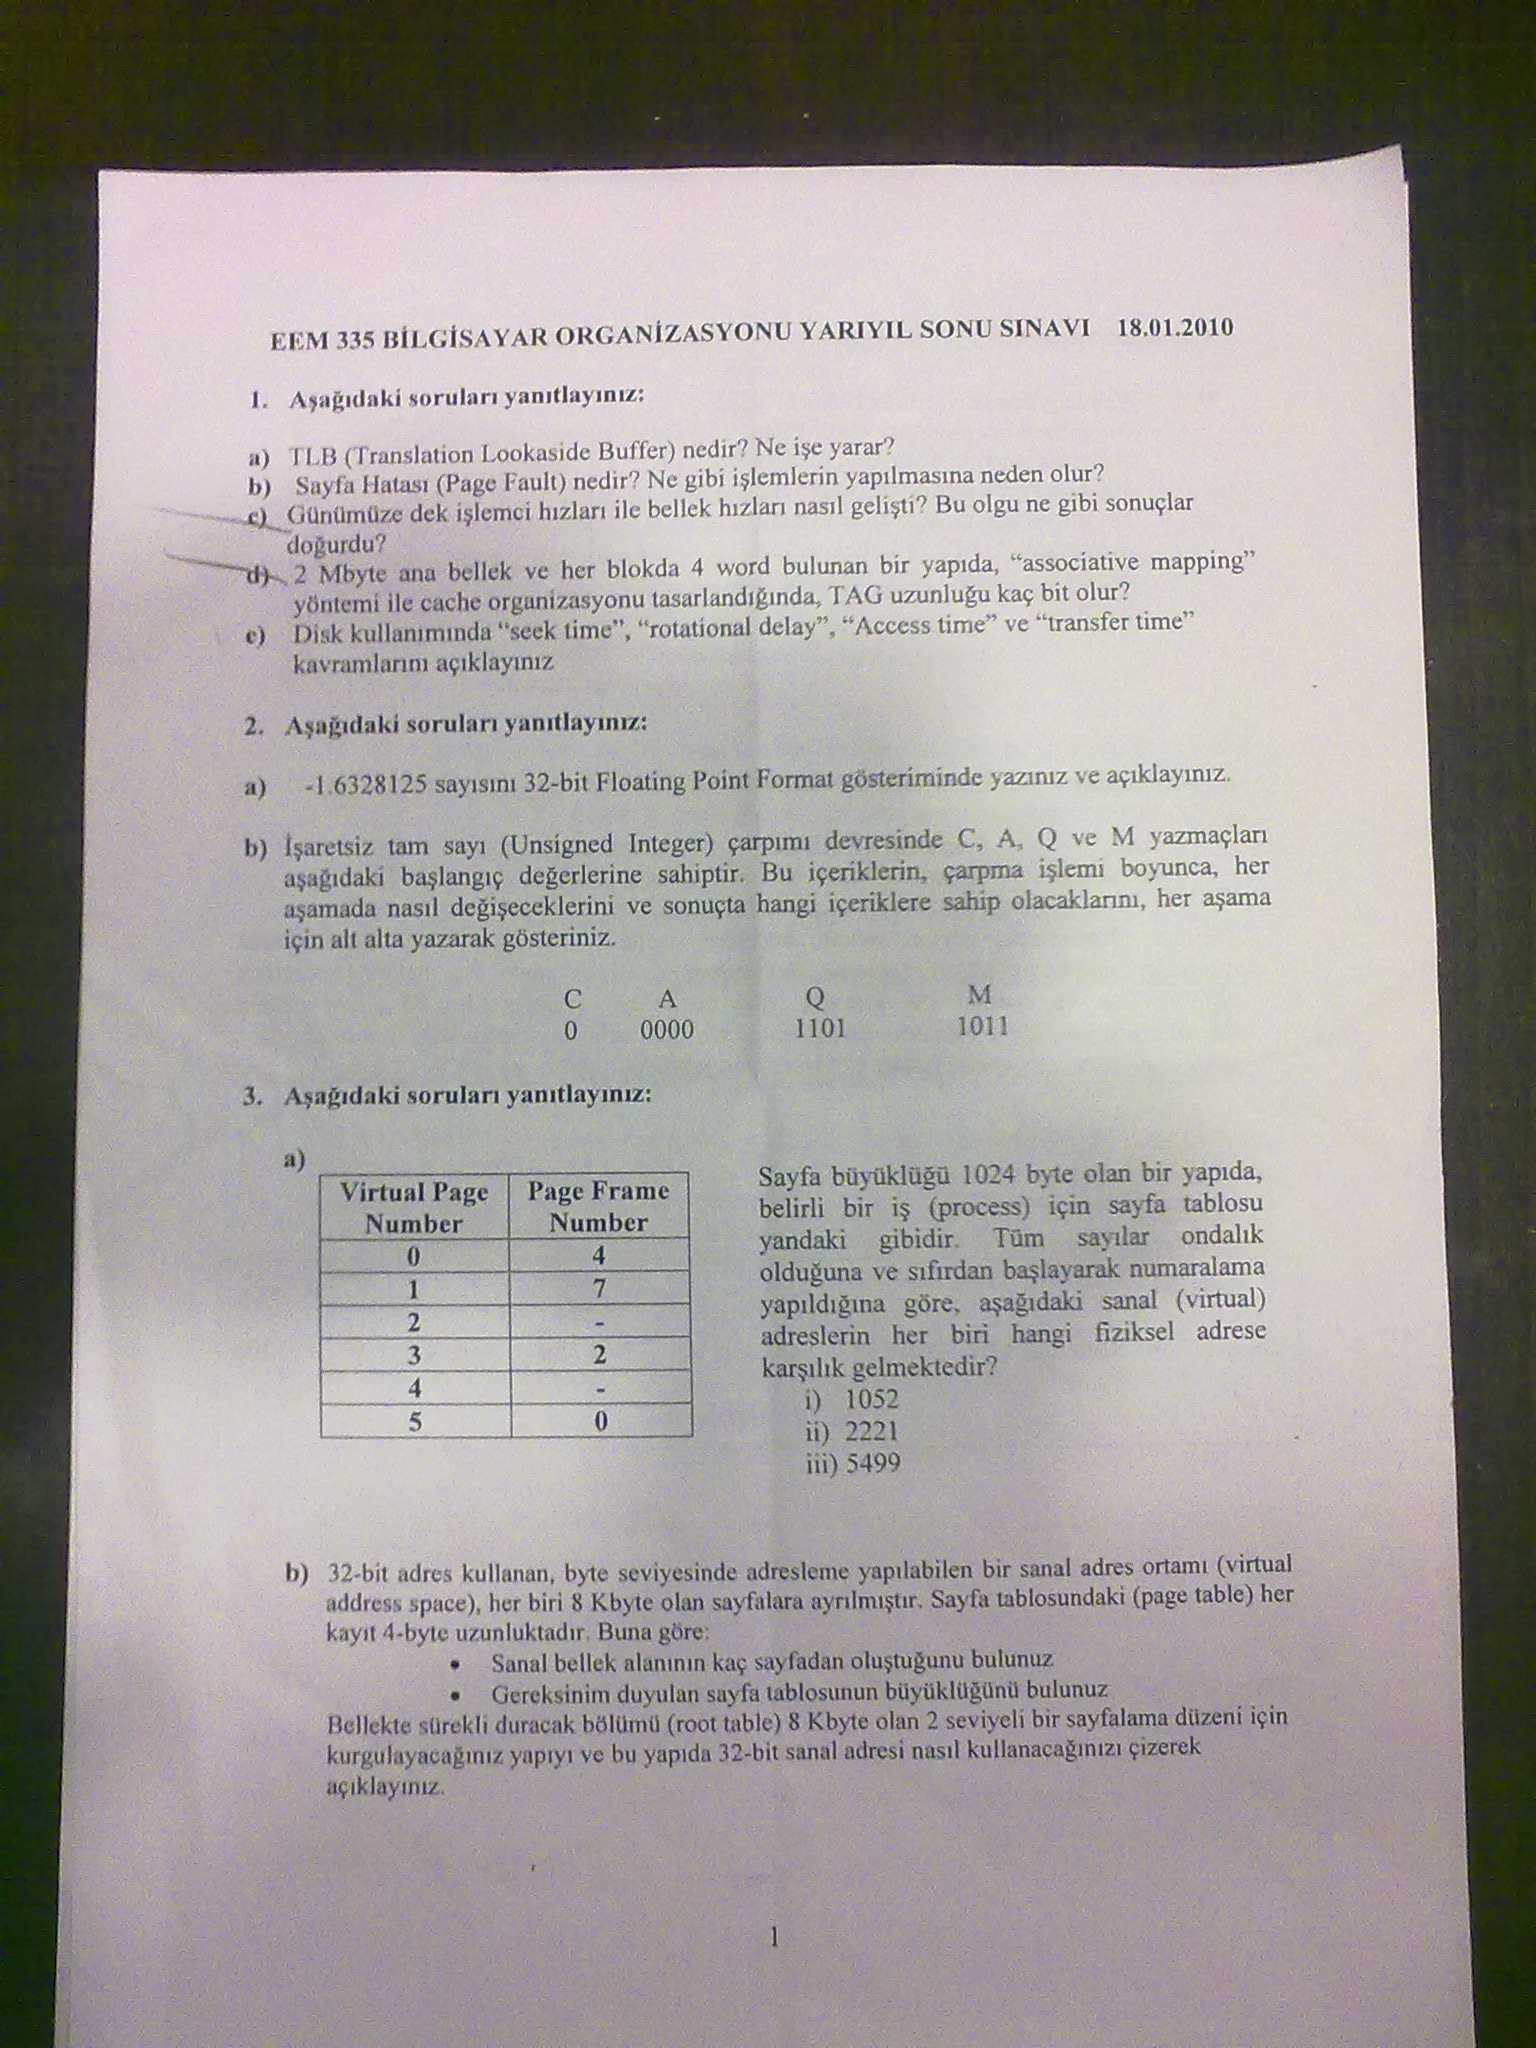 EEM 335 BİLGİSAYAR ORGANİZASYONU YARIYIL SONU SINAVI 18.01.2010
1. Aşağıdaki soruları yanıtlayınız:
a) TLB (Translation Lookaside Buffer) nedir? Ne işe yarar?
b) Sayfa Hatası (Page Fault) nedir? Ne gibi işlemlerin yapılmasına neden olur?
c) Günümüze dek işlemci hızları ile bellek hızları nasıl gelişti? Bu olgu ne gibi sonuçlar
doğurdu?
d) 2 Mbyte ana bellek ve her blokda 4 word bulunan bir yapıda, “associative mapping”
yöntemi ile cache organizasyonu tasarlandığında, TAG uzunluğu kaç bit olur?
e) Disk kullanımında “seek time”, “rotational delay”, “Access time” ve “transfer time”
kavramlarını açıklayınız
2. Aşağıdaki soruları yanıtlayınız:
a) -1.6328125 sayısını 32-bit Floating Point Format gösteriminde yazınız ve açıklayınız.
b) İşaretsiz tam sayı (Unsigned Integer) çarpımı devresinde C, A, Q ve M yazmaçları
aşağıdaki başlangıç değerlerine sahiptir. Bu içeriklerin, çarpma işlemi boyunca, her
aşamada nasıl değişeceklerini ve sonuçta hangi içeriklere sahip olacaklarını, her aşama
için alt alta yazarak gösteriniz.
C A Q M
0 0000 1101 1011
3. Aşağıdaki soruları yanıtlayınız:
a)
Virtual Page Number Page Frame Number
0 4
1 7
2 -
3 2
4 -
5 0
Sayfa büyüklüğü 1024 byte olan bir yapıda,
belirli bir iş (process) için sayfa tablosu
yandaki gibidir. Tüm sayılar ondalık
olduğuna ve sıfırdan başlayarak numaralama
yapıldığına göre, aşağıdaki sanal (virtual)
adreslerin her biri hangi fiziksel adrese
karşılık gelmektedir?
i) 1052
ii) 2221
iii) 5499
b) 32-bit adres kullanan, byte seviyesinde adresleme yapılabilen bir sanal adres ortamı (virtual
address space), her biri 8 Kbyte olan sayfalara ayrılmıştır. Sayfa tablosundaki (page table) her
kayıt 4-byte uzunluktadır. Buna göre:
• Sanal bellek alanının kaç sayfadan oluştuğunu bulunuz
• Gereksinim duyulan sayfa tablosunun büyüklüğünü bulunuz
Bellekte sürekli duracak bölümü (root table) 8 Kbyte olan 2 seviyeli bir sayfalama düzeni için
kurgulayacağınız yapıyı ve bu yapıda 32-bit sanal adresi nasıl kullanacağınızı çizerek
açıklayınız.
1